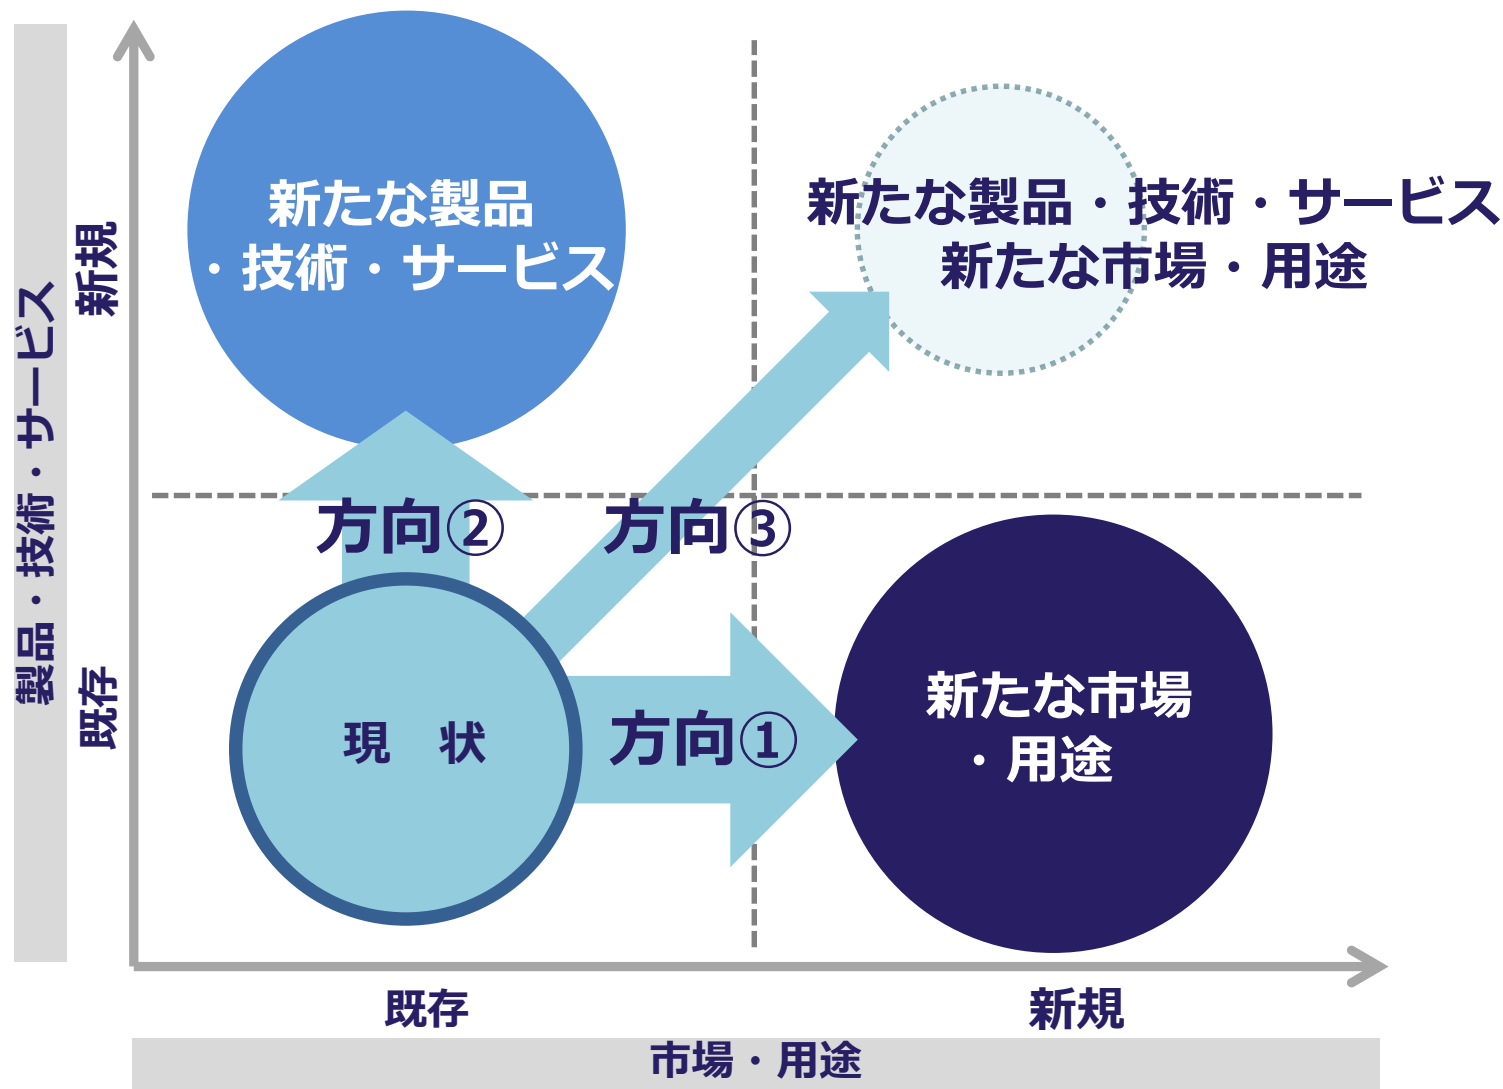 新たな製品
・技術・サービス
新たな製品・技術・サービス
新たな市場・用途
新規
製品・技術・サービス
方向②
方向③
既存
現　状
方向①
新たな市場
・用途
既存
新規
市場・用途